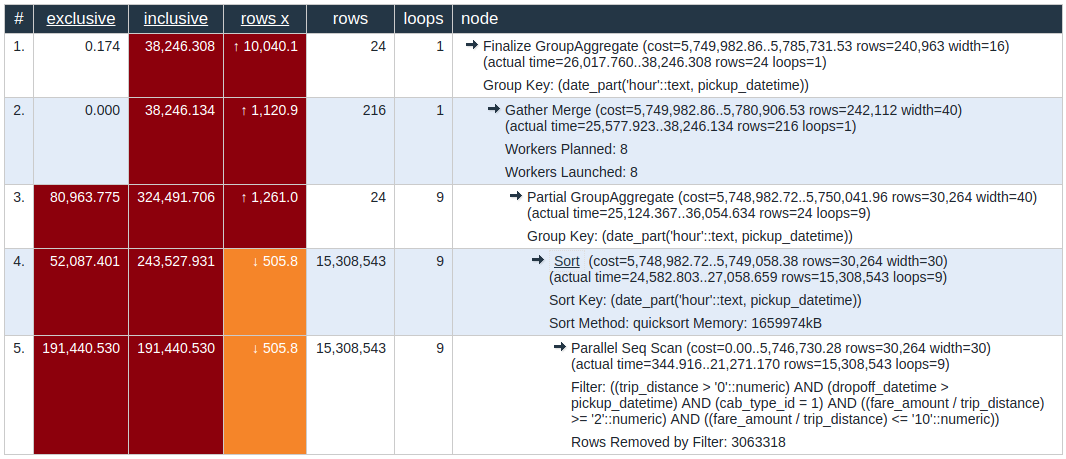 # exclusive inclusive rows x rows loops node
1. 0.174 38,246.308 ↑ 10,040.1 24 1 → Finalize GroupAggregate (cost=5,749,982.86..5,785,731.53 rows=240,963 width=16)
(actual time=26,017.760..38,246.308 rows=24 loops=1)
Group Key: (date_part('hour'::text, pickup_datetime))
2. 0.000 38,246.134 ↑ 1,120.9 216 1 → Gather Merge (cost=5,749,982.86..5,780,906.53 rows=242,112 width=40)
(actual time=25,577.923..38,246.134 rows=216 loops=1)
Workers Planned: 8
Workers Launched: 8
3. 80,963.775 324,491.706 ↑ 1,261.0 24 9 → Partial GroupAggregate (cost=5,748,982.72..5,750,041.96 rows=30,264 width=40)
(actual time=25,124.367..36,054.634 rows=24 loops=9)
Group Key: (date_part('hour'::text, pickup_datetime))
4. 52,087.401 243,527.931 ↓ 505.8 15,308,543 9 → Sort (cost=5,748,982.72..5,749,058.38 rows=30,264 width=30)
(actual time=24,582.803..27,058.659 rows=15,308,543 loops=9)
Sort Key: (date_part('hour'::text, pickup_datetime))
Sort Method: quicksort Memory: 1659974kB
5. 191,440.530 191,440.530 ↓ 505.8 15,308,543 9 → Parallel Seq Scan (cost=0.00..5,746,730.28 rows=30,264 width=30)
(actual time=344.916..21,271.170 rows=15,308,543 loops=9)
Filter: ((trip_distance > '0'::numeric) AND (dropoff_datetime >
pickup_datetime) AND (cab_type_id = 1) AND ((fare_amount / trip_distance)
>= '2'::numeric) AND ((fare_amount / trip_distance) <= '10'::numeric))
Rows Removed by Filter: 3063318